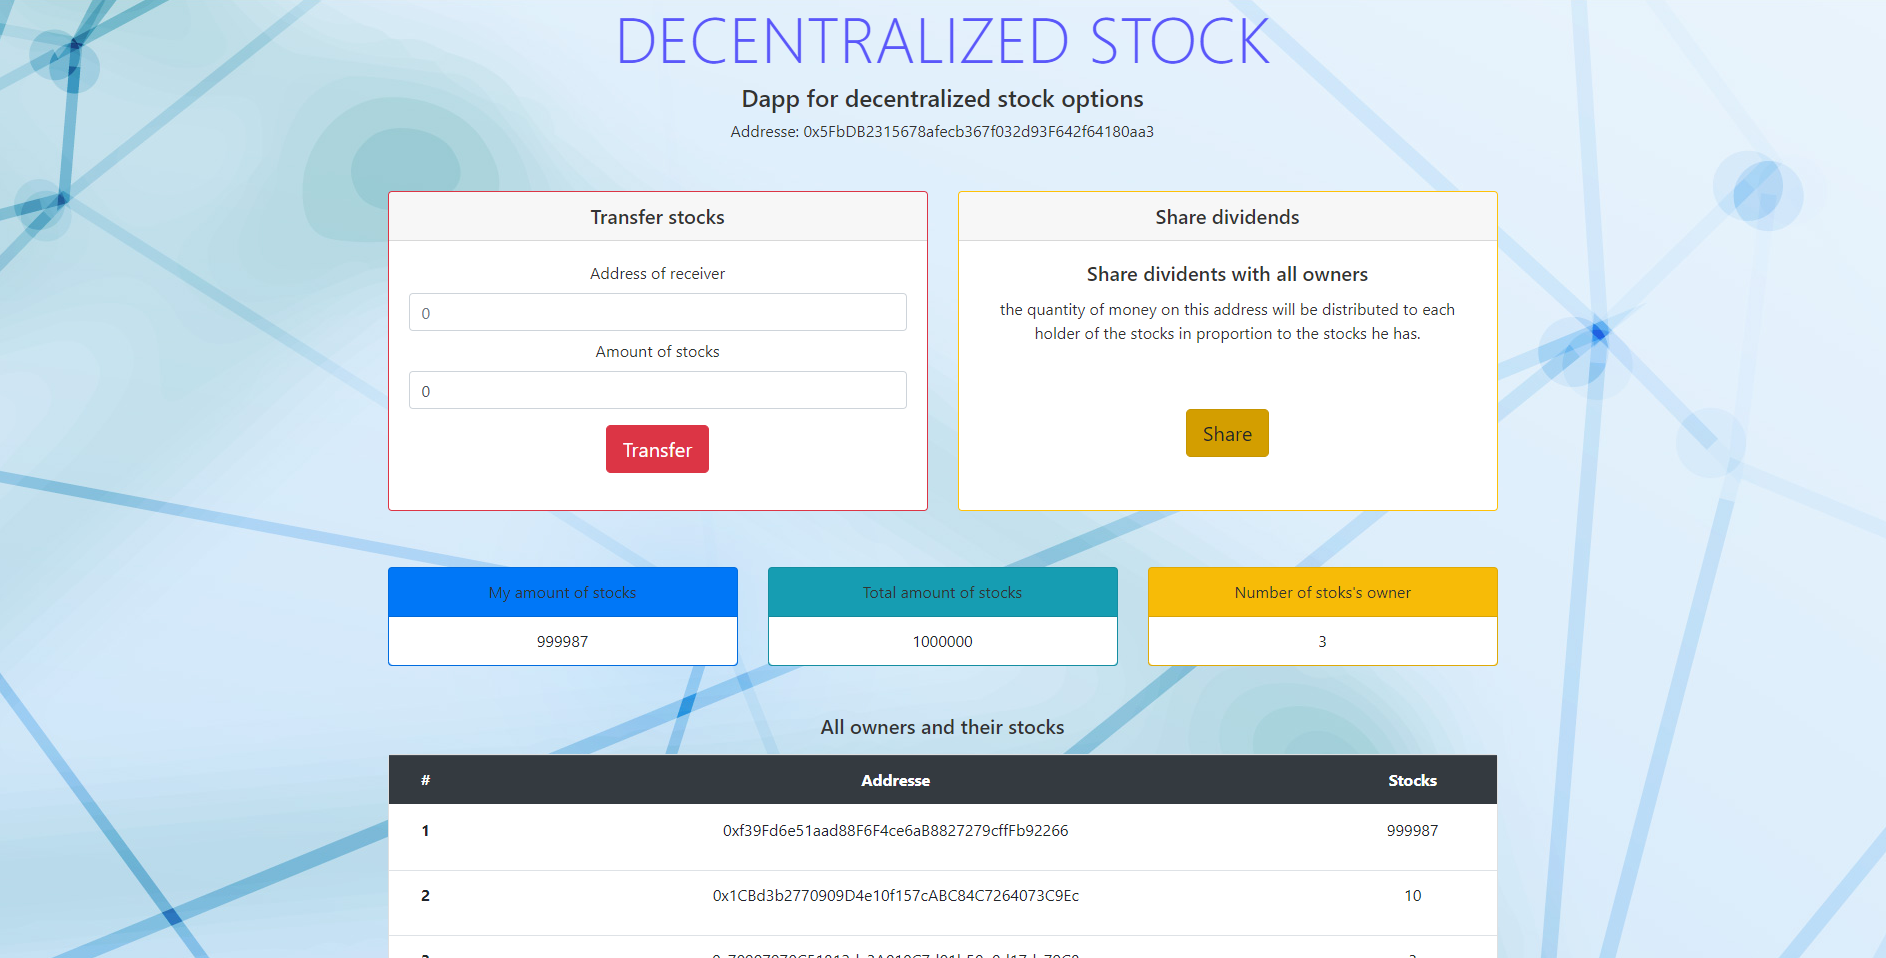 DECENTRALIZED STOCK
Dapp for decentralized stock options
Addresse: 0x5FbDB2315678afecb367f032d93F642f64180aa3
Transfer stocks
Address of receiver
0
Amount of stocks
0
Transfer
Share dividends
Share dividents with all owners
the quantity of money on this address will be distributed to each
holder of the stocks in proportion to the stocks he has.
Share
My amount of stocks
999987
Total amount of stocks
1000000
Number of stoks's owner
3
All owners and their stocks
# Addresse Stocks
1 0xf39Fd6e51aad88F6F4ce6aB8827279cffFb92266 999987
2 0x1CBd3b2770909D4e10f157cABC84C7264073C9Ec 10